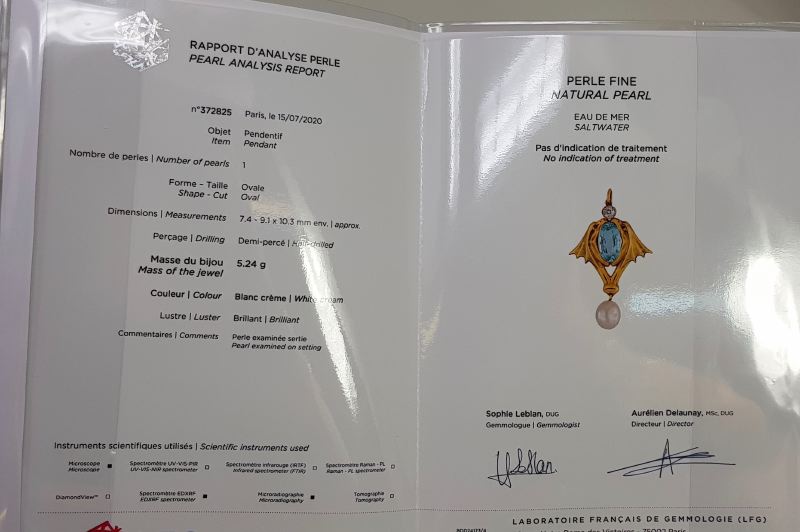 RAPPORT D'ANALYSE PERLE
PEARL ANALYSIS REPORT
n°372825 Paris, le 15/07/2020
Objet Pendentif
Item Pendant
Nombre de perles | Number of pearls 1
Forme – Taille Ovale
Shape - Cut Oval
Dimensions | Measurements 7.4 - 9.1 x 10.3 mm env. | approx.
Perçage | Drilling Demi-percé | Half-drilled
Masse du bijou 5.24 g
Mass of the jewel
Couleur | Colour Blanc crème | White cream
Lustre | Luster Brillant | Brilliant
Commentaires | Comments Perle examinée sertie
Pearl examined on setting
Instruments scientifiques utilisés | Scientific instruments used
Microscope Spectromètre UV-VIS-PIR Spectromètre infrarouge (IRTF) Spectromètre Raman - PL
Microscope UV-VIS-NIR spectrometer Infrared spectrometer (FTIR) Raman - PL spectrometer
DiamondView™ Spectromètre EDXRF Microradiographie Tomographie
EDXRF spectrometer Microradiography Tomography
PERLE FINE
NATURAL PEARL
EAU DE MER
SALTWATER
Pas d'indication de traitement
No indication of treatment
Sophie Leblan, DUG Aurélien Delaunay, MSc, DUG
Gemmologue | Gemmologist Directeur | Director
LABORATOIRE FRANÇAIS DE GEMMOLOGIE (LFG)